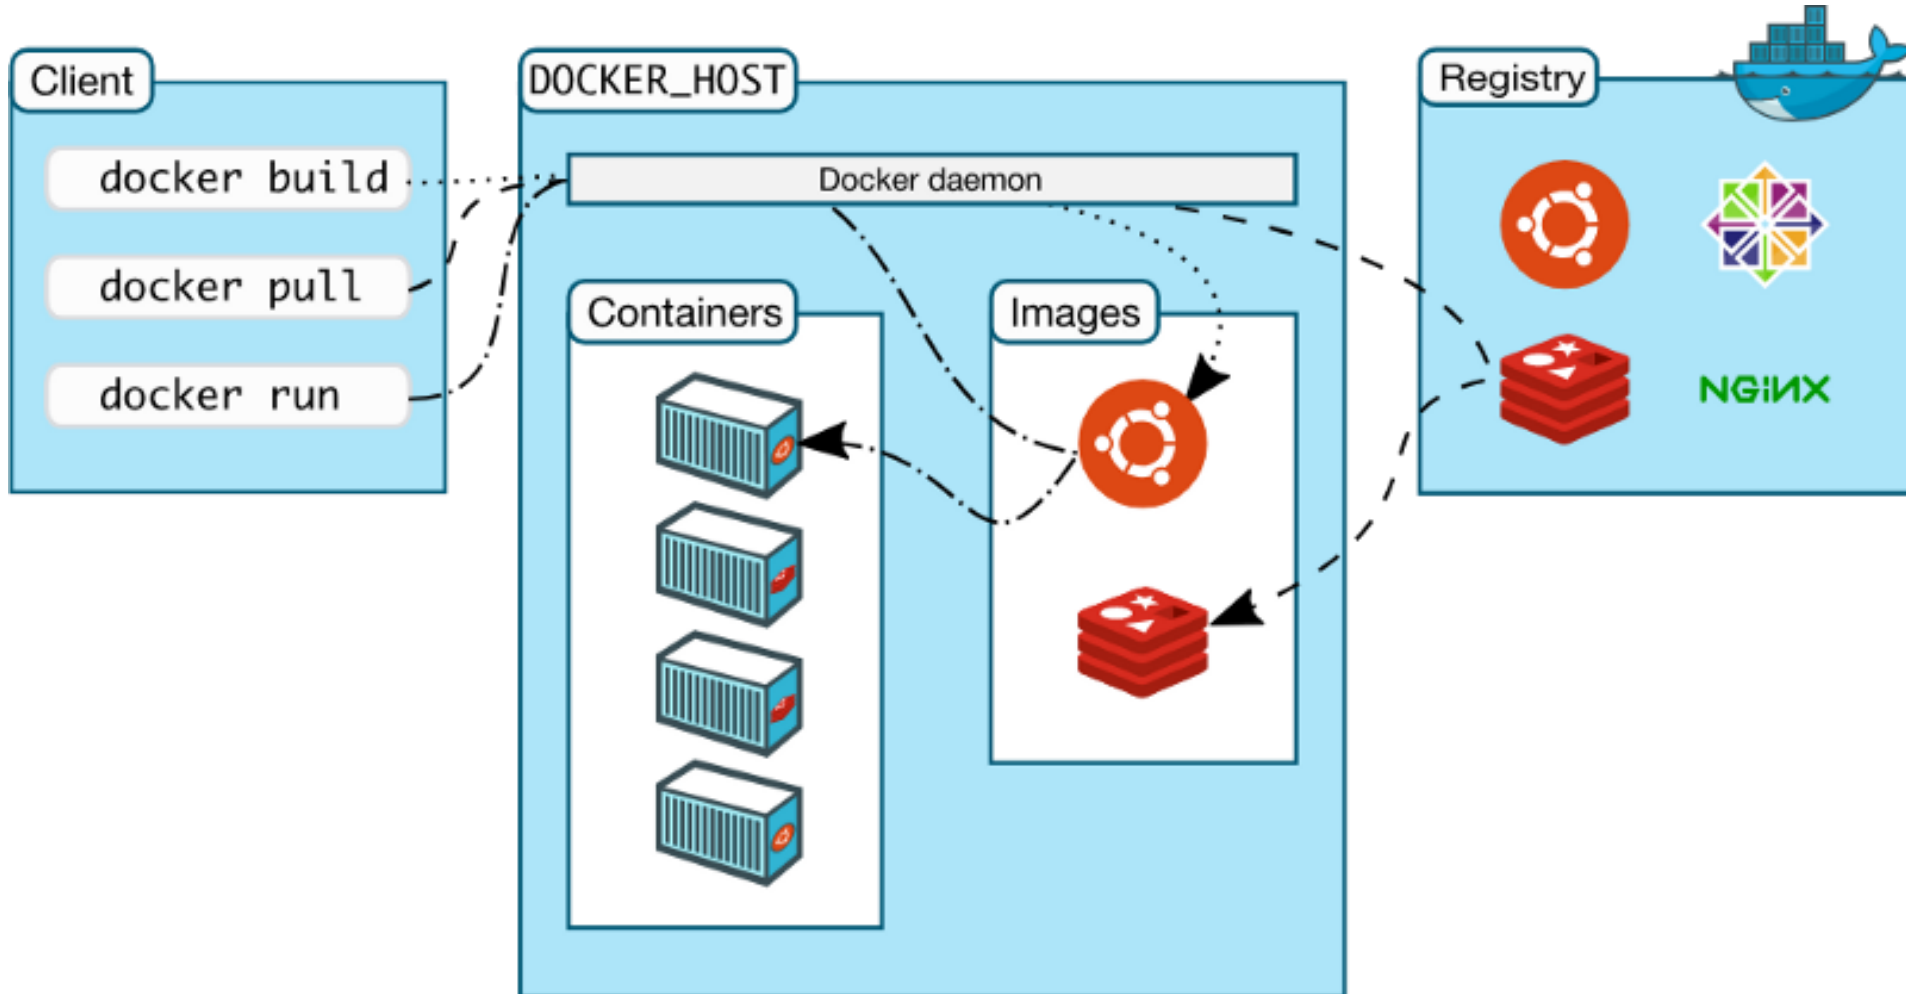 Client
docker build
docker pull
docker run
DOCKER_HOST
Docker daemon
Containers
Images
Registry
NGiNX